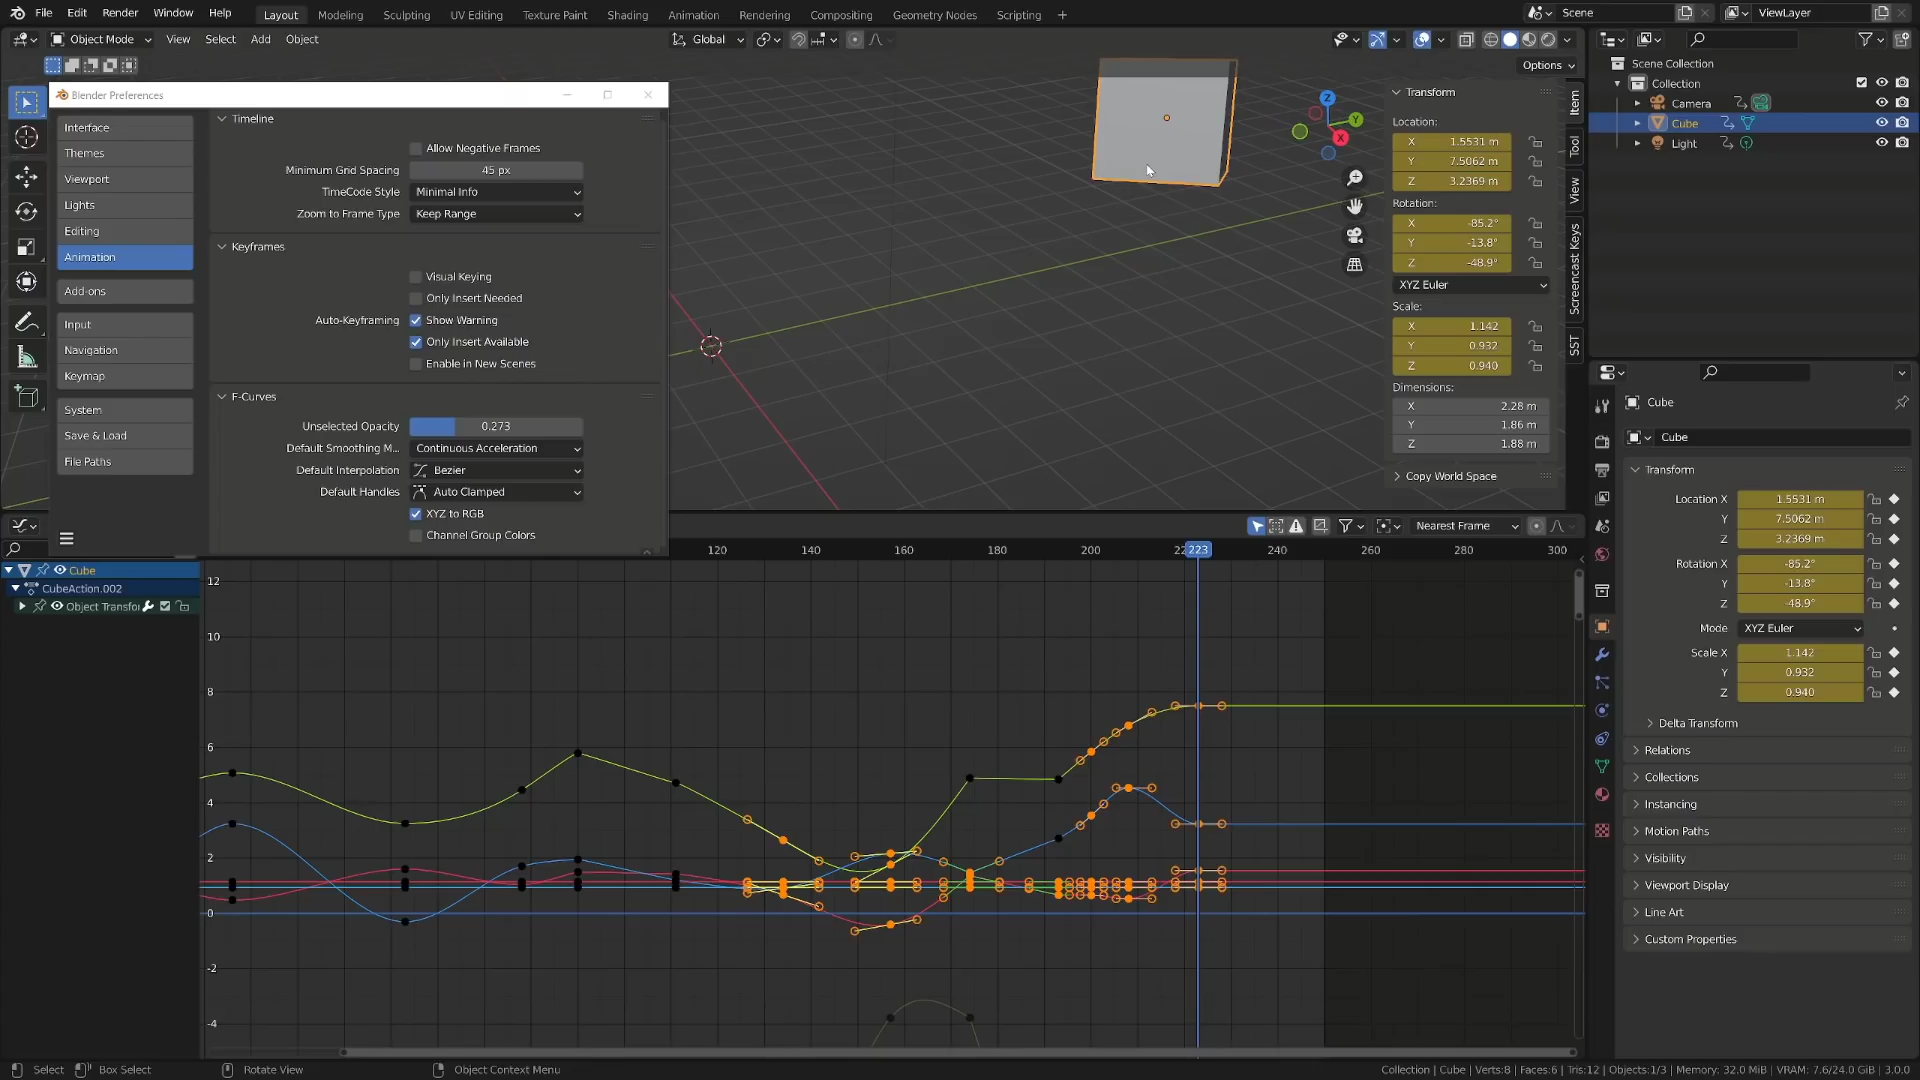 File Edit Render Window Help Layout Modeling Sculpting UV Editing Texture Paint Shading Animation Rendering Compositing Geometry Nodes Scripting + Scene ViewLayer
Object Mode View Select Add Object Global
Options
Blender Preferences
Interface
Themes
Viewport
Lights
Editing
Animation
Add-ons
Input
Navigation
Keymap
System
Save & Load
File Paths
Timeline
Allow Negative Frames
Minimum Grid Spacing 45 px
TimeCode Style Minimal Info
Zoom to Frame Type Keep Range
Keyframes
Visual Keying
Only Insert Needed
Auto-Keyframing Show Warning
Only Insert Available
Enable in New Scenes
F-Curves
Unselected Opacity 0.273
Default Smoothing M... Continuous Acceleration
Default Interpolation Bezier
Default Handles Auto Clamped
XYZ to RGB
Channel Group Colors
Z
Y
X
Transform
Location:
X 1.5531 m
Y 7.5062 m
Z 3.2369 m
Rotation:
X -85.2°
Y -13.8°
Z -48.9°
XYZ Euler
Scale:
X 1.142
Y 0.932
Z 0.940
Dimensions:
X 2.28 m
Y 1.86 m
Z 1.88 m
Copy World Space
Item
Tool
View
Screencast Keys
SST
Scene Collection
Collection
Camera
Cube
Light
Cube
Cube
Transform
Location X 1.5531 m
Y 7.5062 m
Z 3.2369 m
Rotation X -85.2°
Y -13.8°
Z -48.9°
Mode XYZ Euler
Scale X 1.142
Y 0.932
Z 0.940
Delta Transform
Relations
Collections
Instancing
Motion Paths
Visibility
Viewport Display
Line Art
Custom Properties
Nearest Frame
120 140 160 180 200 223 240 260 280 300
Cube
CubeAction.002
Object Transfor
12
10
8
6
4
2
0
-2
-4
Select Box Select Rotate View Object Context Menu Collection | Cube | Verts:8 | Faces:6 | Tris:12 | Objects:1/3 | Memory: 32.0 MiB | VRAM: 7.6/24.0 GiB | 3.0.0